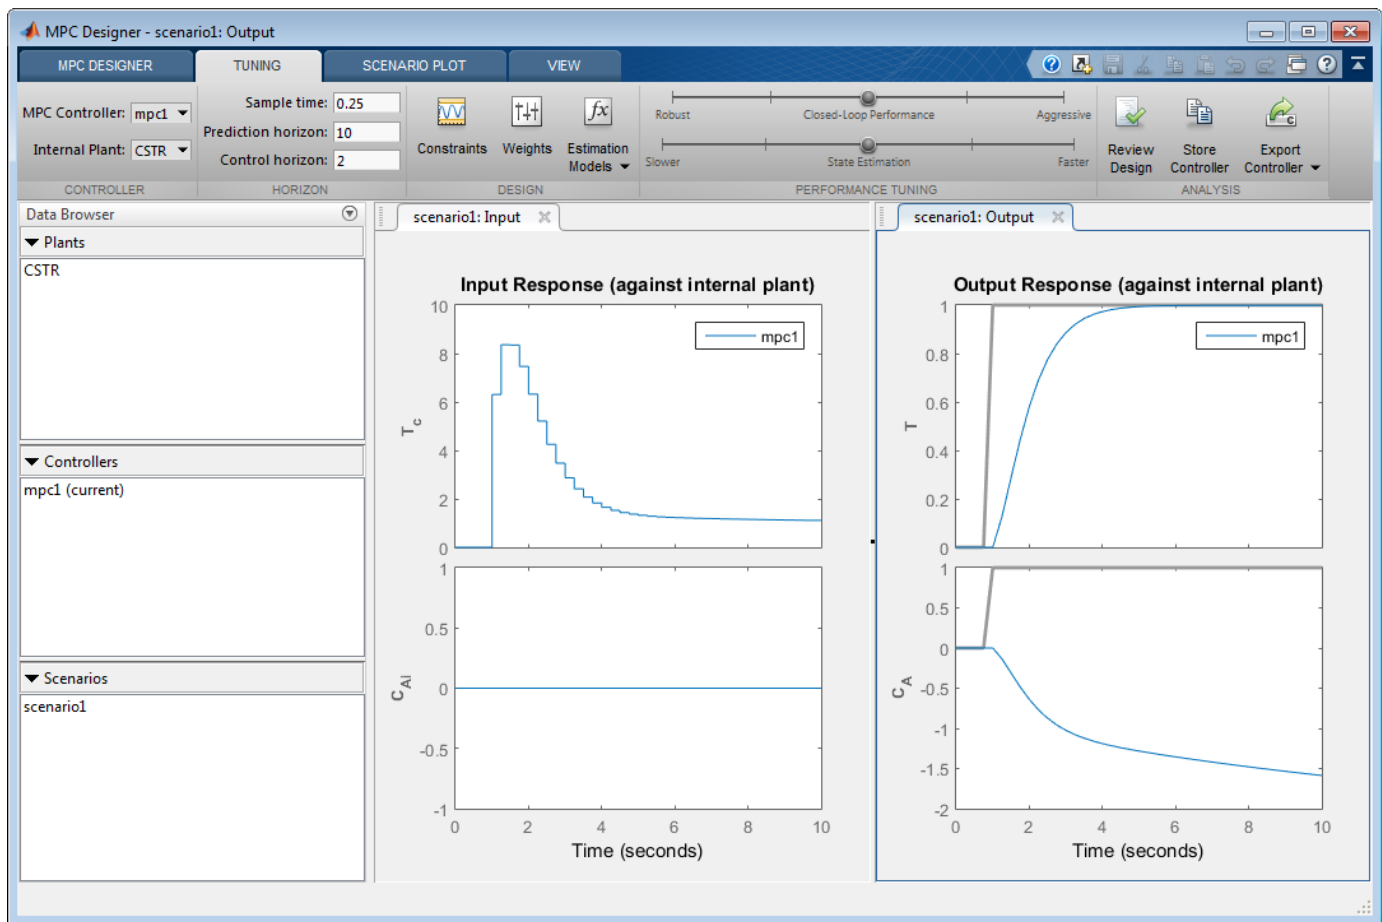 MPC Designer - scenario1: Output
MPC DESIGNER TUNING SCENARIO PLOT VIEW
MPC Controller: mpc1
Internal Plant: CSTR
CONTROLLER
Sample time: 0.25
Prediction horizon: 10
Control horizon: 2
HORIZON
Constraints Weights Estimation Models
DESIGN
Robust Closed-Loop Performance Aggressive
Slower State Estimation Faster
PERFORMANCE TUNING
Review Design Store Controller Export Controller
ANALYSIS
Data Browser
Plants
CSTR
Controllers
mpc1 (current)
Scenarios
scenario1
scenario1: Input
Input Response (against internal plant)
mpc1
10
8
6
4
2
0
Tc
1
0.5
0
-0.5
-1
CAi
0 2 4 6 8 10
Time (seconds)
scenario1: Output
Output Response (against internal plant)
mpc1
1
0.8
0.6
0.4
0.2
0
T
1
0.5
0
-0.5
-1
-1.5
-2
CA
0 2 4 6 8 10
Time (seconds)